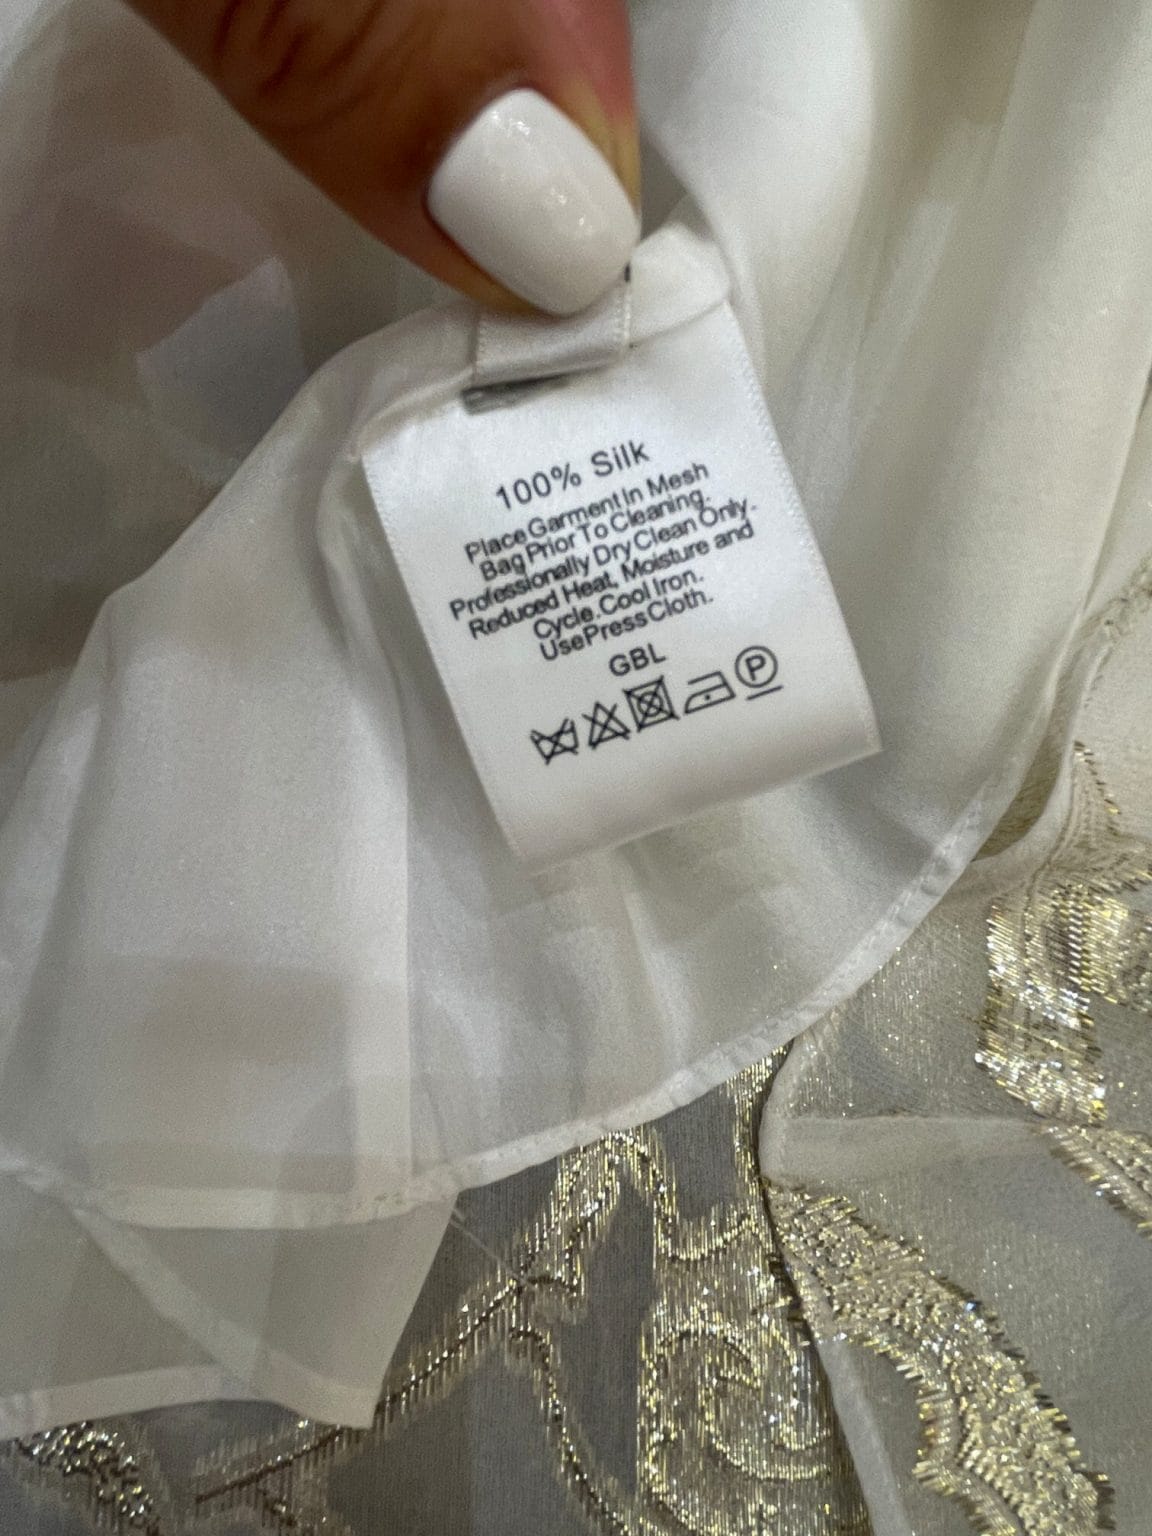 100% Silk
Place Garment In Mesh
Bag Prior To Cleaning.
Professionally Dry Clean Only.
Reduced Heat, Moisture and
Cycle. Cool Iron.
Use Press Cloth.
GBL
P